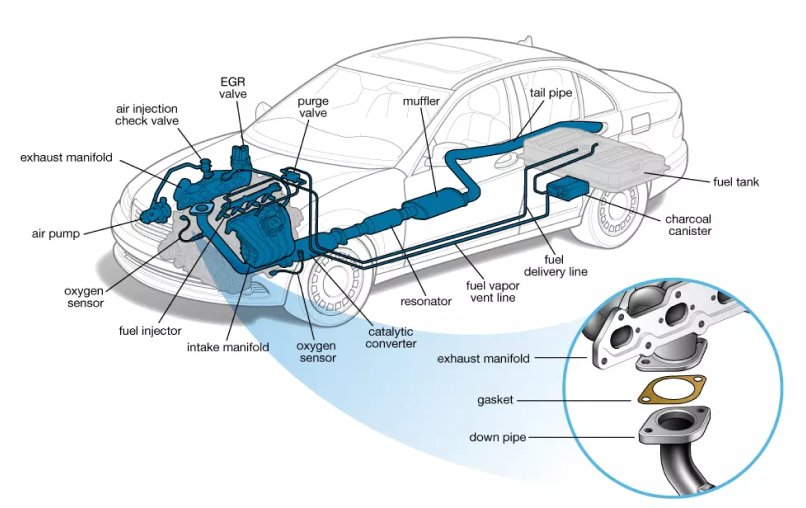 EGR
valve
air injection
check valve
purge
valve
muffler
tail pipe
exhaust manifold
fuel tank
air pump
charcoal
canister
oxygen
sensor
fuel
delivery line
fuel vapor
vent line
resonator
fuel injector
intake manifold
oxygen
sensor
catalytic
converter
exhaust manifold
gasket
down pipe